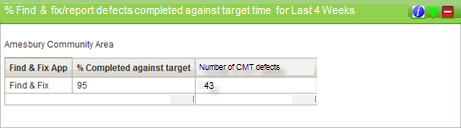 % Find & fix/report defects completed against target time for Last 4 Weeks
Amesbury Community Area
Find & Fix App % Completed against target Number of CMT defects
Find & Fix 95 43